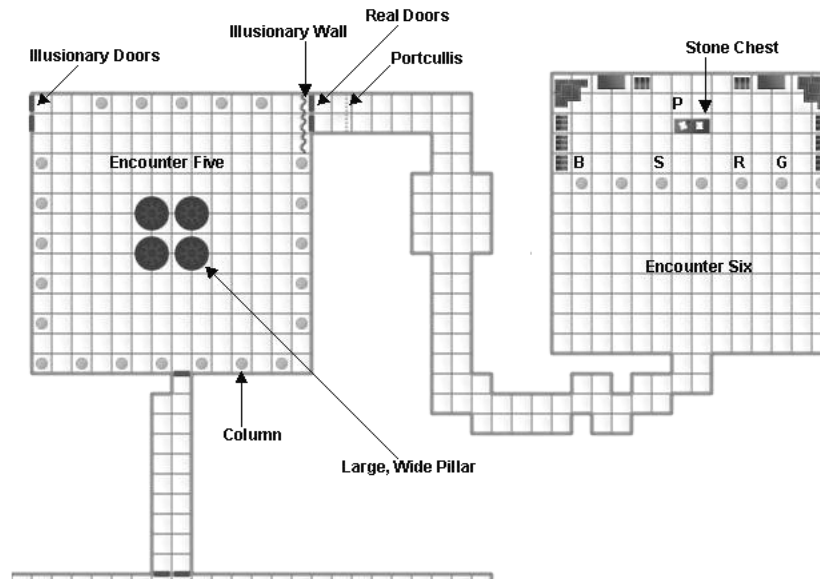 Real Doors
Illusionary Wall
Illusionary Doors
Portcullis
Stone Chest
P
Encounter Five
B S R G
Encounter Six
Column
Large, Wide Pillar